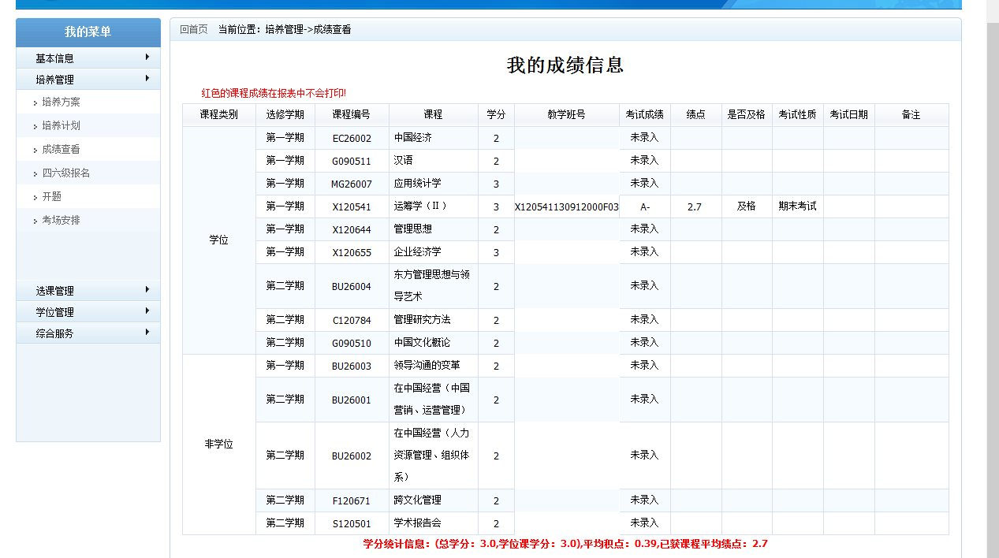 我的菜单
基本信息
培养管理
培养方案
培养计划
成绩查看
四六级报名
开题
考场安排
选课管理
学位管理
综合服务
回首页 当前位置：培养管理->成绩查看
我的成绩信息
红色的课程成绩在报表中不会打印!
课程类别 选修学期 课程编号 课程 学分 教学班号 考试成绩 绩点 是否及格 考试性质 考试日期 备注
学位
第一学期 EC26002 中国经济 2 未录入
第一学期 G090511 汉语 2 未录入
第一学期 MG26007 应用统计学 3 未录入
第一学期 X120541 运筹学（II） 3 X120541130912000F03 A- 2.7 及格 期末考试
第一学期 X120644 管理思想 2 未录入
第一学期 X120655 企业经济学 3 未录入
第二学期 BU26004 东方管理思想与领
导艺术 2 未录入
第二学期 C120784 管理研究方法 2 未录入
第二学期 G090510 中国文化概论 2 未录入
非学位
第一学期 BU26003 领导沟通的变革 2 未录入
第二学期 BU26001 在中国经营（中国
营销、运营管理） 2 未录入
第二学期 BU26002 在中国经营（人力
资源管理、组织体
系） 2 未录入
第二学期 F120671 跨文化管理 2 未录入
第二学期 S120501 学术报告会 2 未录入
学分统计信息：(总学分：3.0,学位课学分：3.0),平均积点：0.39,已获课程平均绩点：2.7